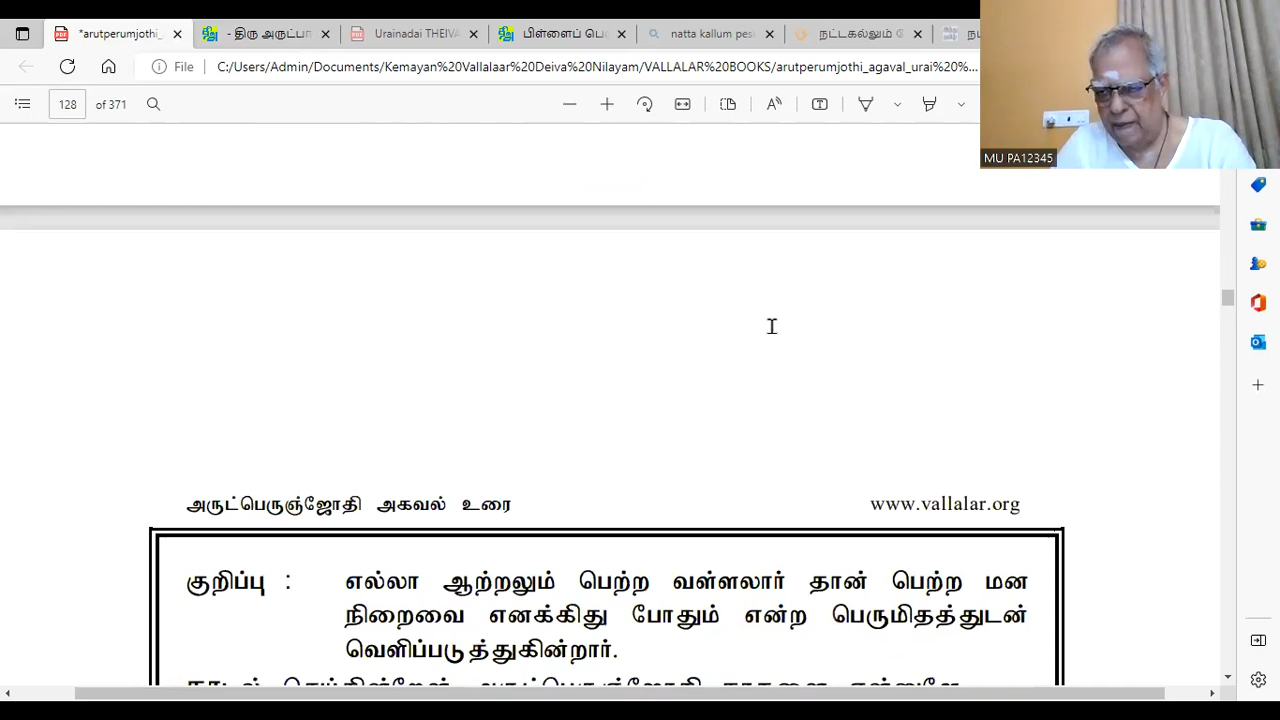 *arutperumjothi_
- திரு அருட்பா
Urainadai THEIVA
பிள்ளைப் பெ
natta kallum pes
நட்டகல்லும்
File
C:/Users/Admin/Documents/Kemayan%20Vallalaar%20Deiva%20Nilayam/VALLALAR%20BOOKS/arutperumjothi_agaval_urai%20%...
128 of 371
MU PA12345
அருட்பெருஞ்ஜோதி அகவல் உரை
www.vallalar.org
குறிப்பு : எல்லா ஆற்றலும் பெற்ற வள்ளலார் தான் பெற்ற மன
நிறைவை எனக்கிது போதும் என்ற பெருமிதத்துடன்
வெளிப்படுத்துகின்றார்.